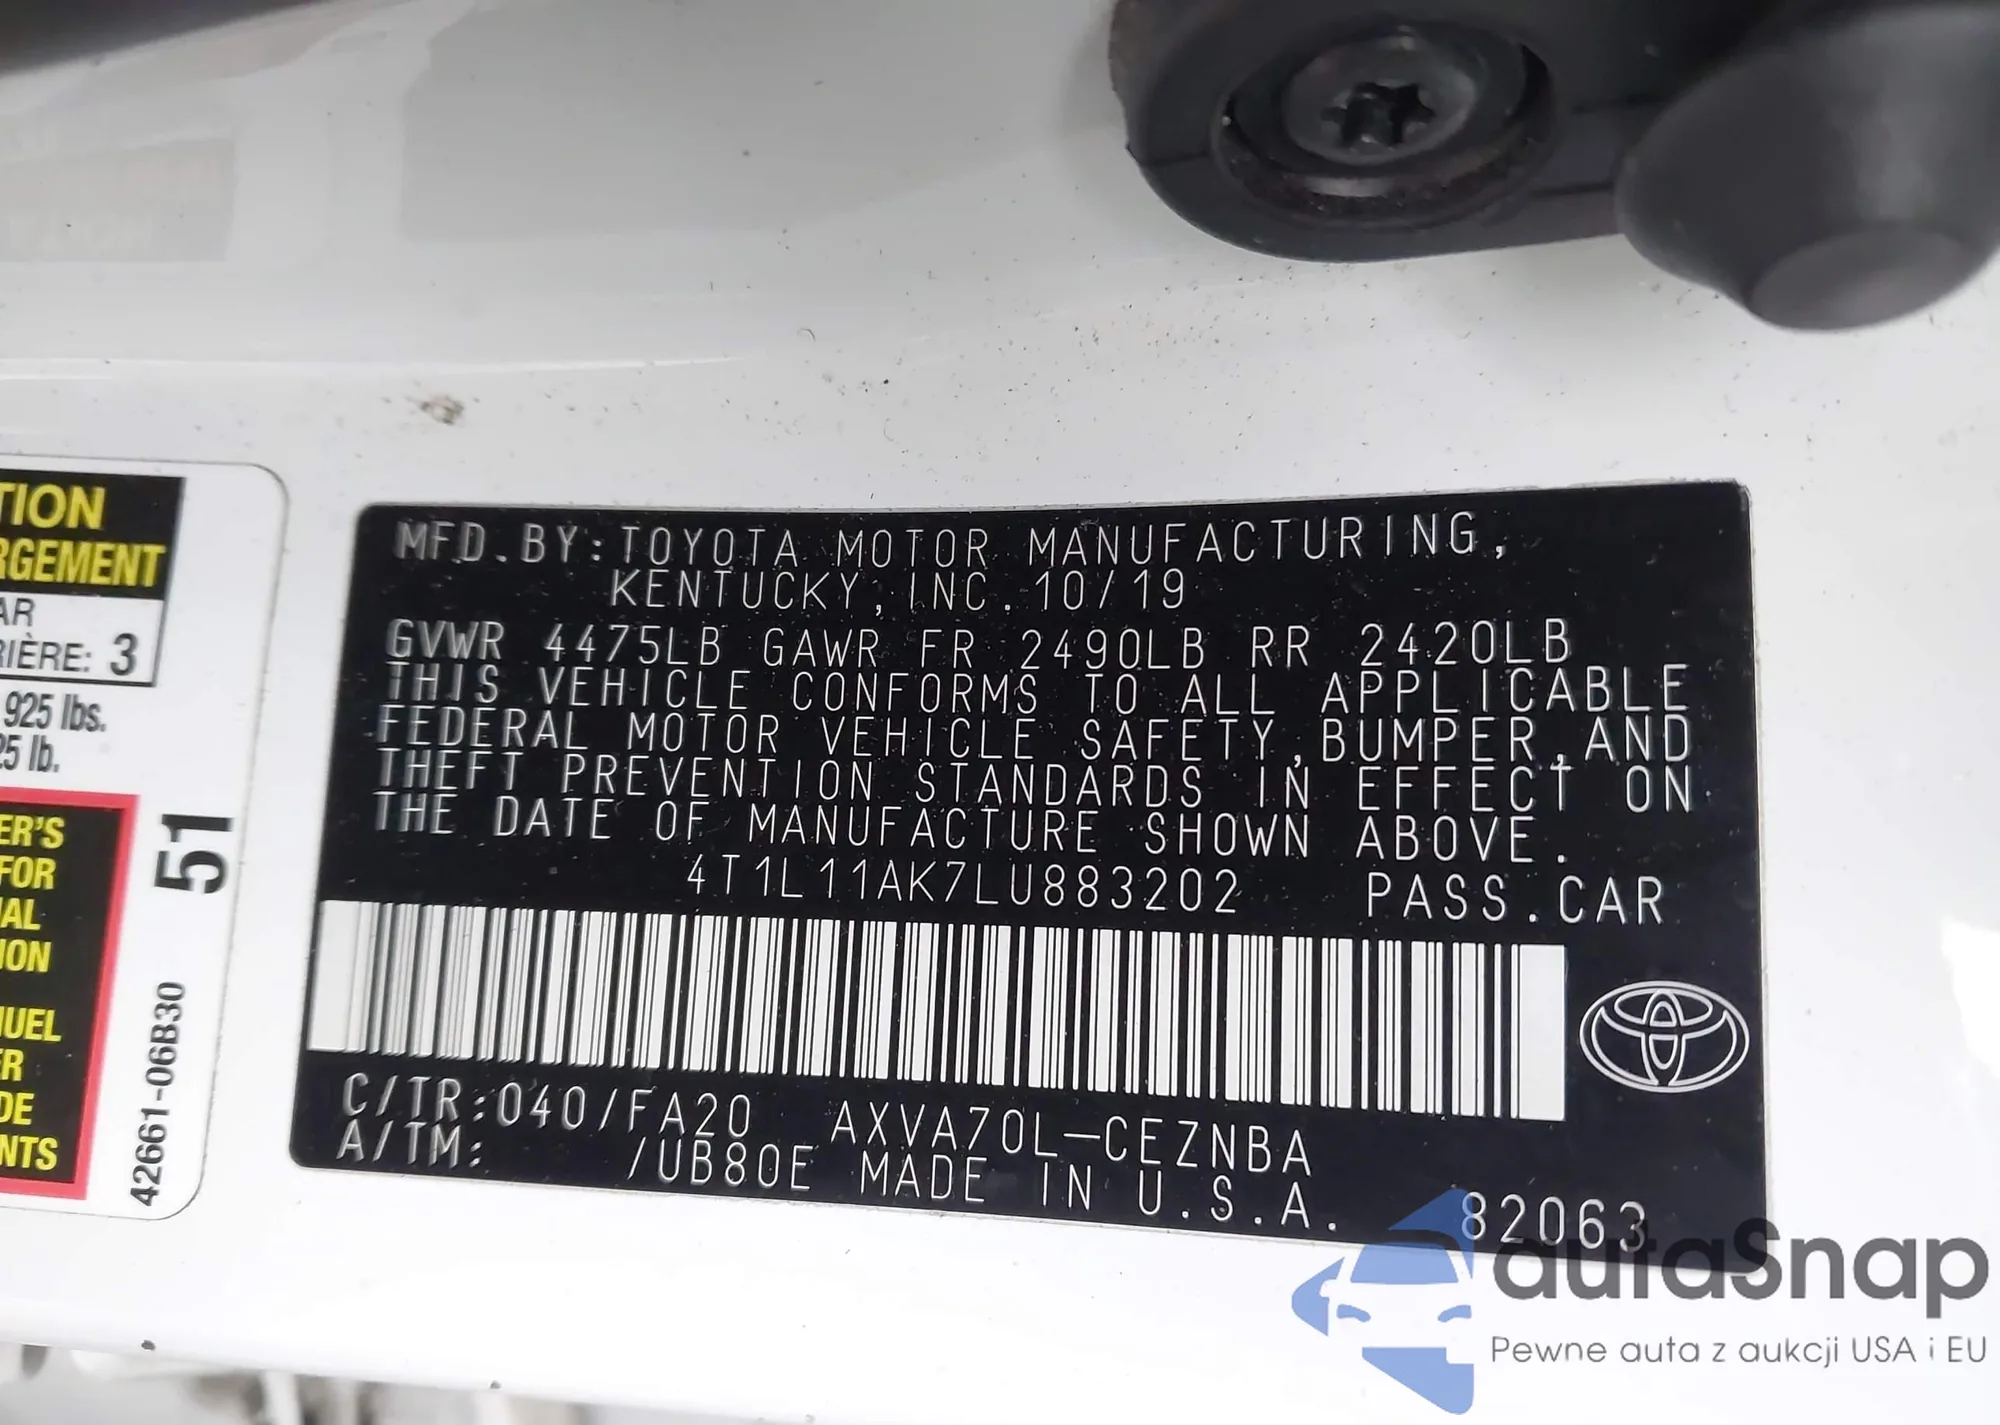 MFD.BY:TOYOTA MOTOR MANUFACTURING,
KENTUCKY, INC. 10/19
GVWR 4475LB GAWR FR 2490LB RR 2420LB
THIS VEHICLE CONFORMS TO ALL APPLICABLE
FEDERAL MOTOR VEHICLE SAFETY,BUMPER,AND
THEFT PREVENTION STANDARDS IN EFFECT ON
THE DATE OF MANUFACTURE SHOWN ABOVE.
4T1L11AK7LU883202 PASS.CAR
C/TR:040/FA20 AXVA70L-CEZNBA
A/TM: /UB80E MADE IN U.S.A.
82063
TION
RGEMENT
AR
RIÈRE: 3
925 lbs.
25 lb.
ER'S
FOR
AL
ION
UEL
ER
DE
NTS
51
42661-06B30
autaSnap
Pewne auta z aukcji USA i EU